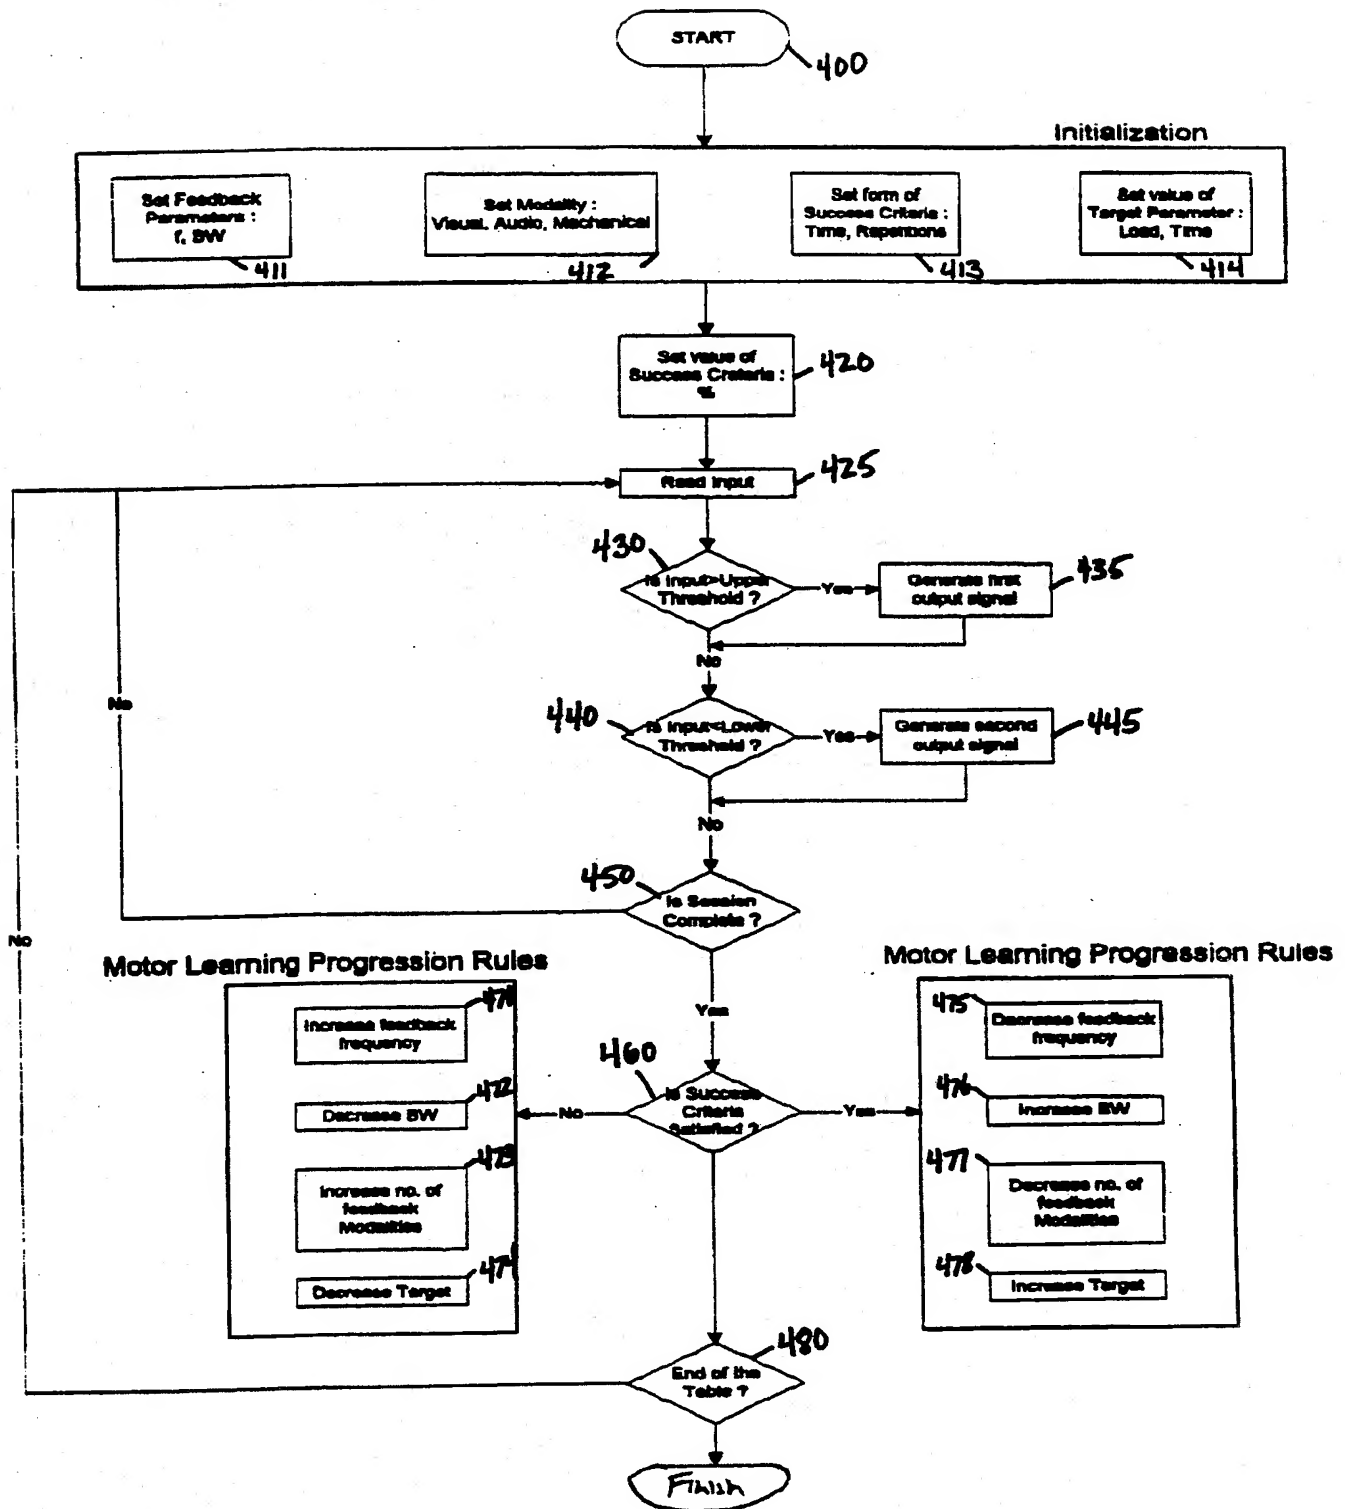 START
400
Initialization
Set Feedback
Parameters :
f, BW
411
Set Modality :
Visual. Audio, Mechanical
412
Set form of
Success Criteria :
Time, Repetitions
413
Set value of
Target Parameter :
Load, Time
414
Set value of
Success Crateria :
%
420
Read Input
425
430
Is Input>Upper
Threshold ?
Yes
Generate first
output signal
435
No
No
440
Is Input<Lower
Threshold ?
Yes
Generate second
output signal
445
No
450
Is Session
Complete ?
No
Yes
Motor Learning Progression Rules
471
Increase feedback
frequency
472
Decrease BW
473
Increase no. of
feedback
Modalities
474
Decrease Target
460
Is Success
Criteria
Satisfied ?
No
Yes
Motor Learning Progression Rules
475
Decrease feedback
frequency
476
Increase BW
477
Decrease no. of
feedback
Modalities
478
Increase Target
480
End of the
Table ?
Finish